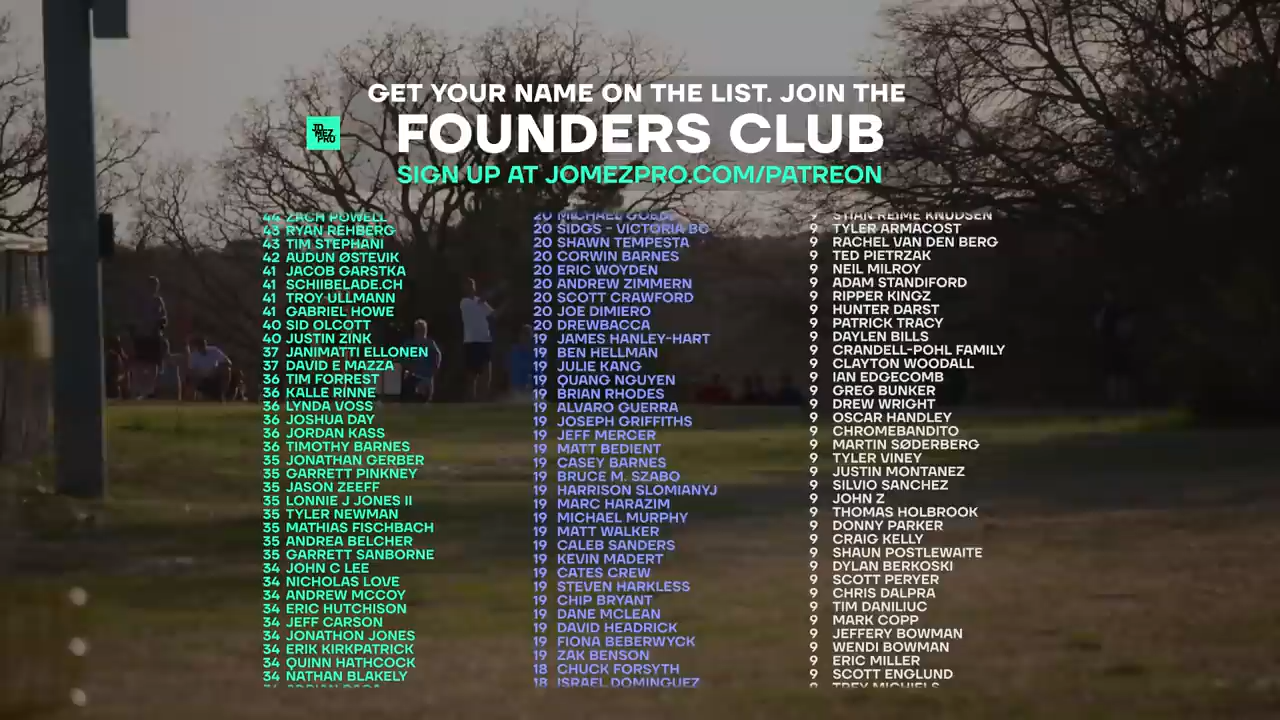 GET YOUR NAME ON THE LIST. JOIN THE
JO
MEZ
PRO
FOUNDERS CLUB
SIGN UP AT JOMEZPRO.COM/PATREON
44 ZACH POWELL
43 RYAN REHBERG
43 TIM STEPHANI
42 AUDUN ØSTEVIK
41 JACOB GARSTKA
41 SCHIIBELADE.CH
41 TROY ULLMANN
41 GABRIEL HOWE
40 SID OLCOTT
40 JUSTIN ZINK
37 JANIMATTI ELLONEN
37 DAVID E MAZZA
36 TIM FORREST
36 KALLE RINNE
36 LYNDA VOSS
36 JOSHUA DAY
36 JORDAN KASS
36 TIMOTHY BARNES
35 JONATHAN GERBER
35 GARRETT PINKNEY
35 JASON ZEEFF
35 LONNIE J JONES II
35 TYLER NEWMAN
35 MATHIAS FISCHBACH
35 ANDREA BELCHER
35 GARRETT SANBORNE
34 JOHN C LEE
34 NICHOLAS LOVE
34 ANDREW MCCOY
34 ERIC HUTCHISON
34 JEFF CARSON
34 JONATHON JONES
34 ERIK KIRKPATRICK
34 QUINN HATHCOCK
34 NATHAN BLAKELY
20 MICHAEL
20 SIDGS - VICTORIA BC
20 SHAWN TEMPESTA
20 CORWIN BARNES
20 ERIC WOYDEN
20 ANDREW ZIMMERN
20 SCOTT CRAWFORD
20 JOE DIMIERO
20 DREWBACCA
19 JAMES HANLEY-HART
19 BEN HELLMAN
19 JULIE KANG
19 QUANG NGUYEN
19 BRIAN RHODES
19 ALVARO GUERRA
19 JOSEPH GRIFFITHS
19 JEFF MERCER
19 MATT BEDIENT
19 CASEY BARNES
19 BRUCE M. SZABO
19 HARRISON SLOMIANYJ
19 MARC HARAZIM
19 MICHAEL MURPHY
19 MATT WALKER
19 CALEB SANDERS
19 KEVIN MADERT
19 CATES CREW
19 STEVEN HARKLESS
19 CHIP BRYANT
19 DANE MCLEAN
19 DAVID HEADRICK
19 FIONA BEBERWYCK
19 ZAK BENSON
18 CHUCK FORSYTH
18 ISRAEL DOMINGUEZ
9 STIAN REIME KNUDSEN
9 TYLER ARMACOST
9 RACHEL VAN DEN BERG
9 TED PIETRZAK
9 NEIL MILROY
9 ADAM STANDIFORD
9 RIPPER KINGZ
9 HUNTER DARST
9 PATRICK TRACY
9 DAYLEN BILLS
9 CRANDELL-POHL FAMILY
9 CLAYTON WOODALL
9 IAN EDGECOMB
9 GREG BUNKER
9 DREW WRIGHT
9 OSCAR HANDLEY
9 CHROMEBANDITO
9 MARTIN SØDERBERG
9 TYLER VINEY
9 JUSTIN MONTANEZ
9 SILVIO SANCHEZ
9 JOHN Z
9 THOMAS HOLBROOK
9 DONNY PARKER
9 CRAIG KELLY
9 SHAUN POSTLEWAITE
9 DYLAN BERKOSKI
9 SCOTT PERYER
9 CHRIS DALPRA
9 TIM DANILIUC
9 MARK COPP
9 JEFFERY BOWMAN
9 WENDI BOWMAN
9 ERIC MILLER
9 SCOTT ENGLUND
9 TREY MICHIELS